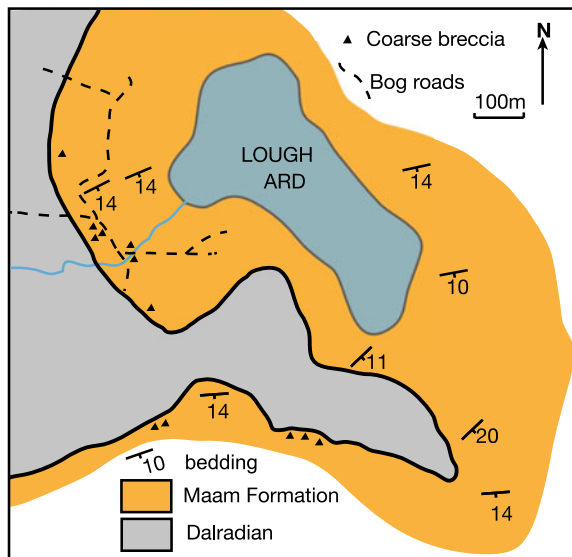 Coarse breccia
N
Bog roads
100m
LOUGH
ARD
14
14
14
10
11
14
20
10
bedding
14
Maam Formation
Dalradian